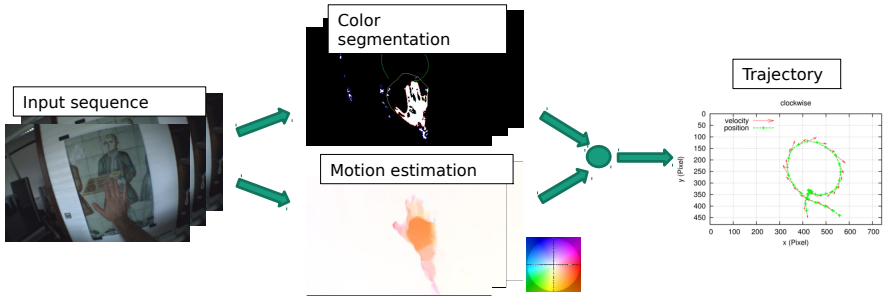 Color
segmentation
Input sequence
Motion estimation
Trajectory
clockwise
velocity
position
0
50
100
150
200
250
300
350
400
450
y (Pixel)
0 100 200 300 400 500 600 700
x (Pixel)